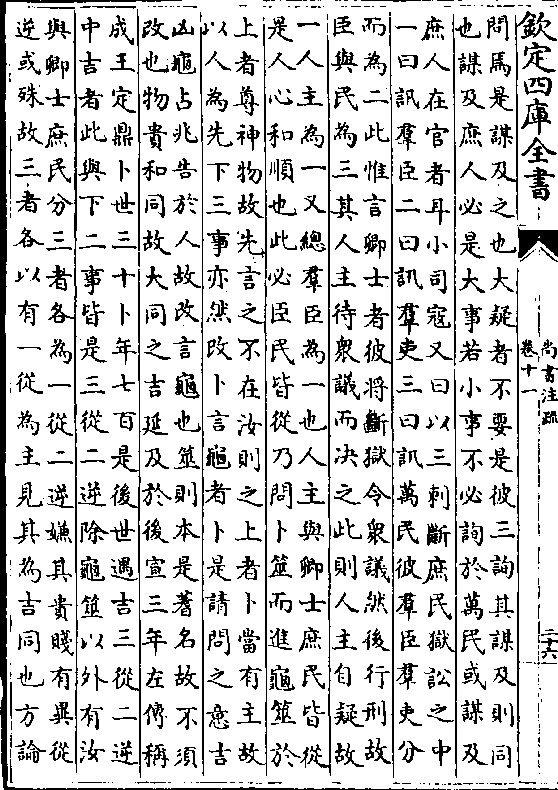 欽定四庫全書
尚書注疏
卷十一
二十六
問焉是謀及之也大疑者不要是彼三詢其謀及則同
也謀及庶人必是大事若小事不必詢於萬民或謀及
庶人在官者耳小司寇又曰以三刺斷庶民獄訟之中
一曰訊羣臣二曰訊羣吏三曰訊萬民彼羣臣羣吏分
而為二此惟言卿士者彼將斷獄令衆議然後行刑故
臣與民為三其人主待衆議而决之此則人主自疑故
一人主為一又總羣臣為一也人主與卿士庶民皆從
是人心和順也此必臣民皆從乃問卜筮而進龜筮於
上者尊神物故先言之不在汝則之上者卜當有主故
以人為先下三事亦然改卜言龜者卜是請問之意吉
凶龜占兆告於人故改言龜也筮則本是蓍名故不須
改也物貴和同故大同之吉延及於後宣三年左傳稱
成王定鼎卜世三十卜年七百是後世遇吉三從二逆
中吉者此與下二事皆是三從二逆除龜筮以外有汝
與卿士庶民分三者各為一從二逆嫌其貴賤有異從
逆或殊故三者各以有一從為主見其為吉同也方論